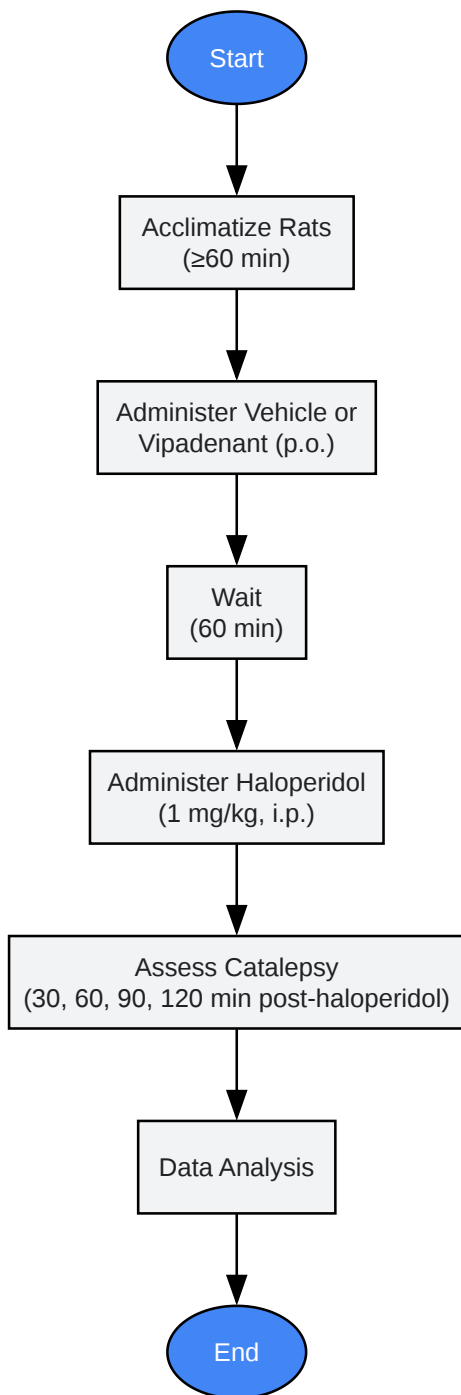 Start
Acclimatize Rats
(≥60 min)
Administer Vehicle or
Vipadenant (p.o.)
Wait
(60 min)
Administer Haloperidol
(1 mg/kg, i.p.)
Assess Catalepsy
(30, 60, 90, 120 min post-haloperidol)
Data Analysis
End